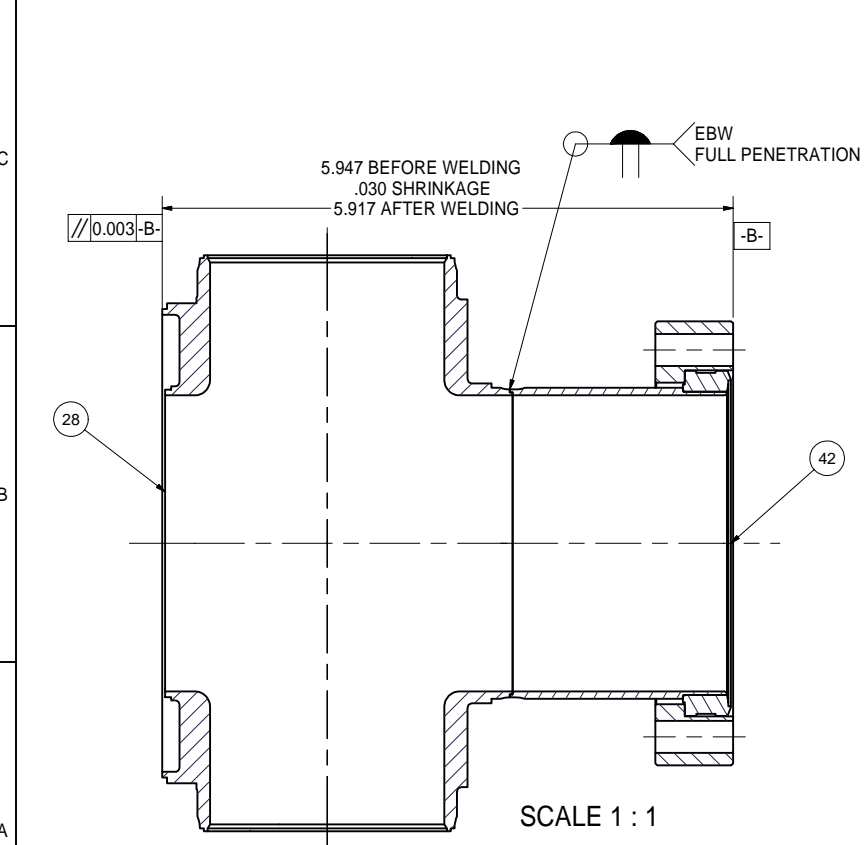 C
EBW
FULL PENETRATION
5.947 BEFORE WELDING
.030 SHRINKAGE
5.917 AFTER WELDING
// 0.003 -B-
-B-
28
42
B
SCALE 1 : 1
A